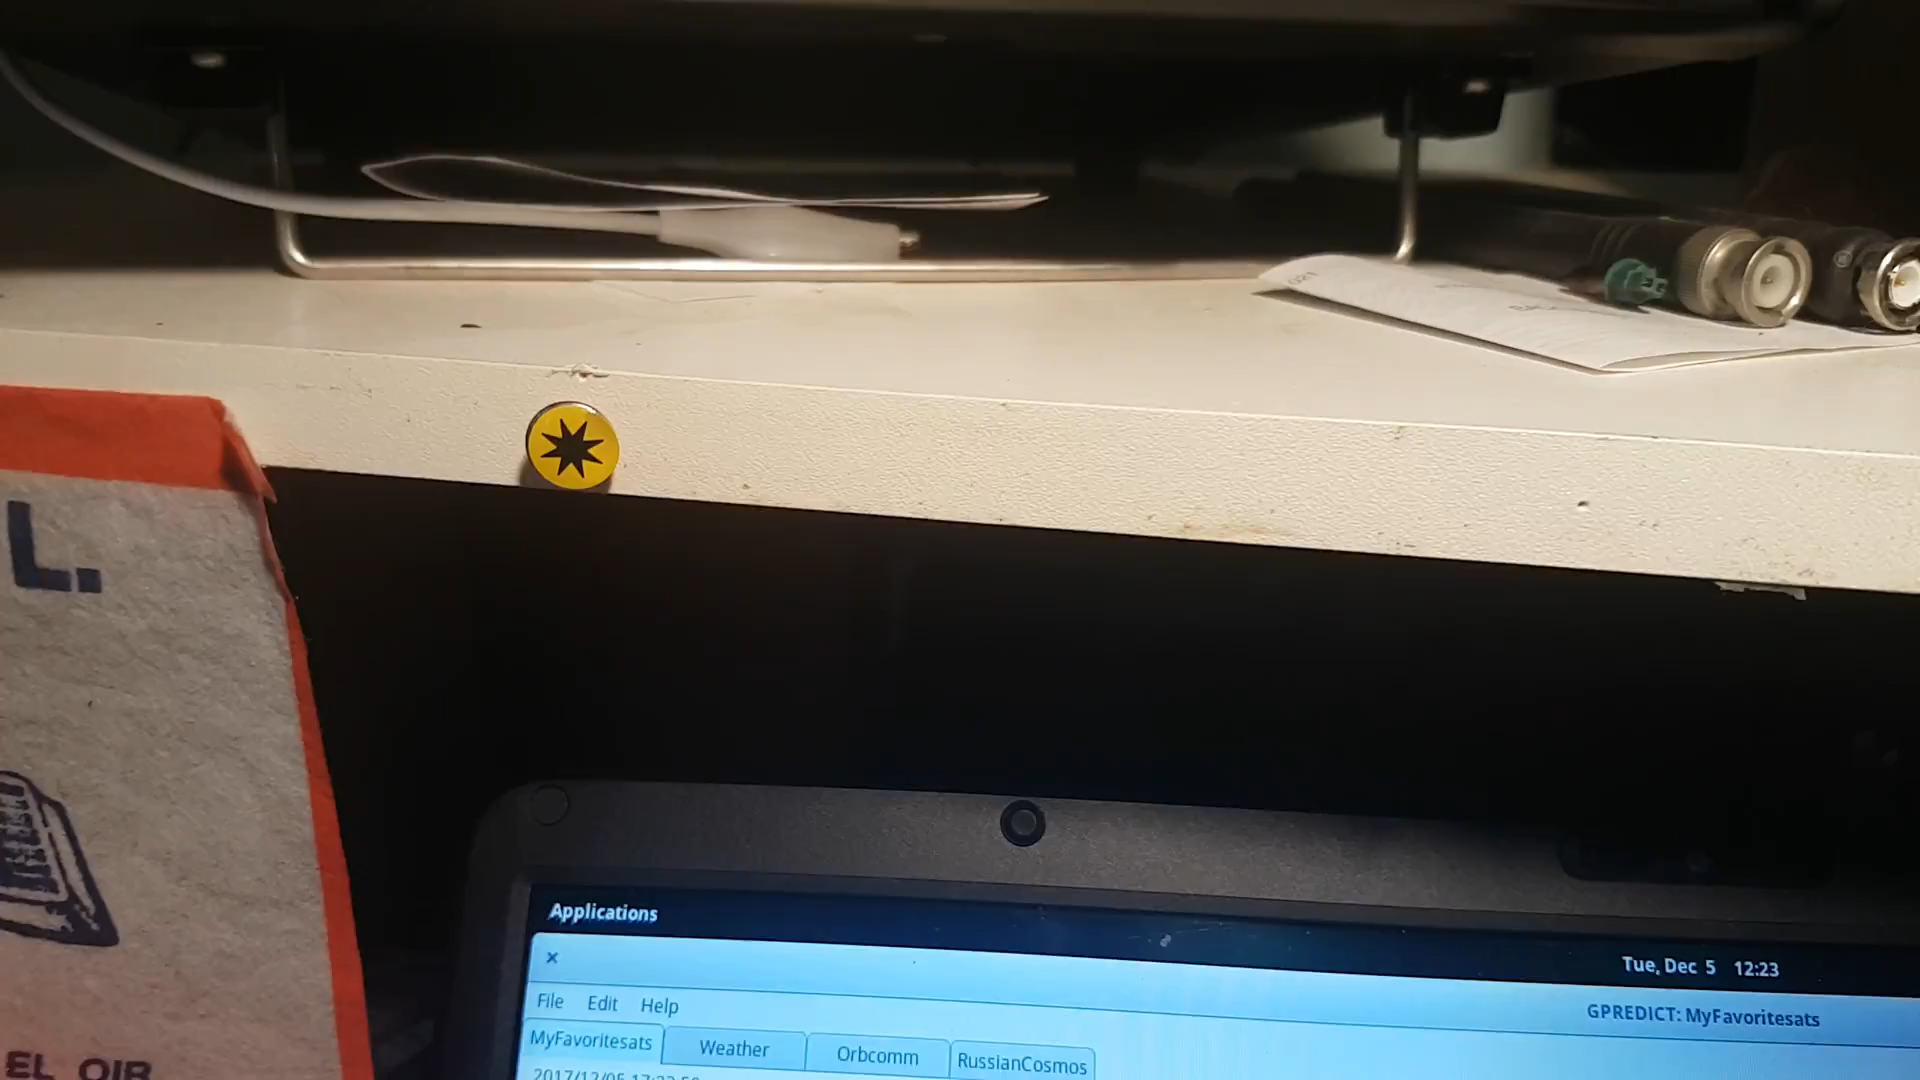 L.
EL OIR
Applications
Tue, Dec 5 12:23
GPREDICT: MyFavoritesats
File Edit Help
MyFavoritesats Weather Orbcomm RussianCosmos